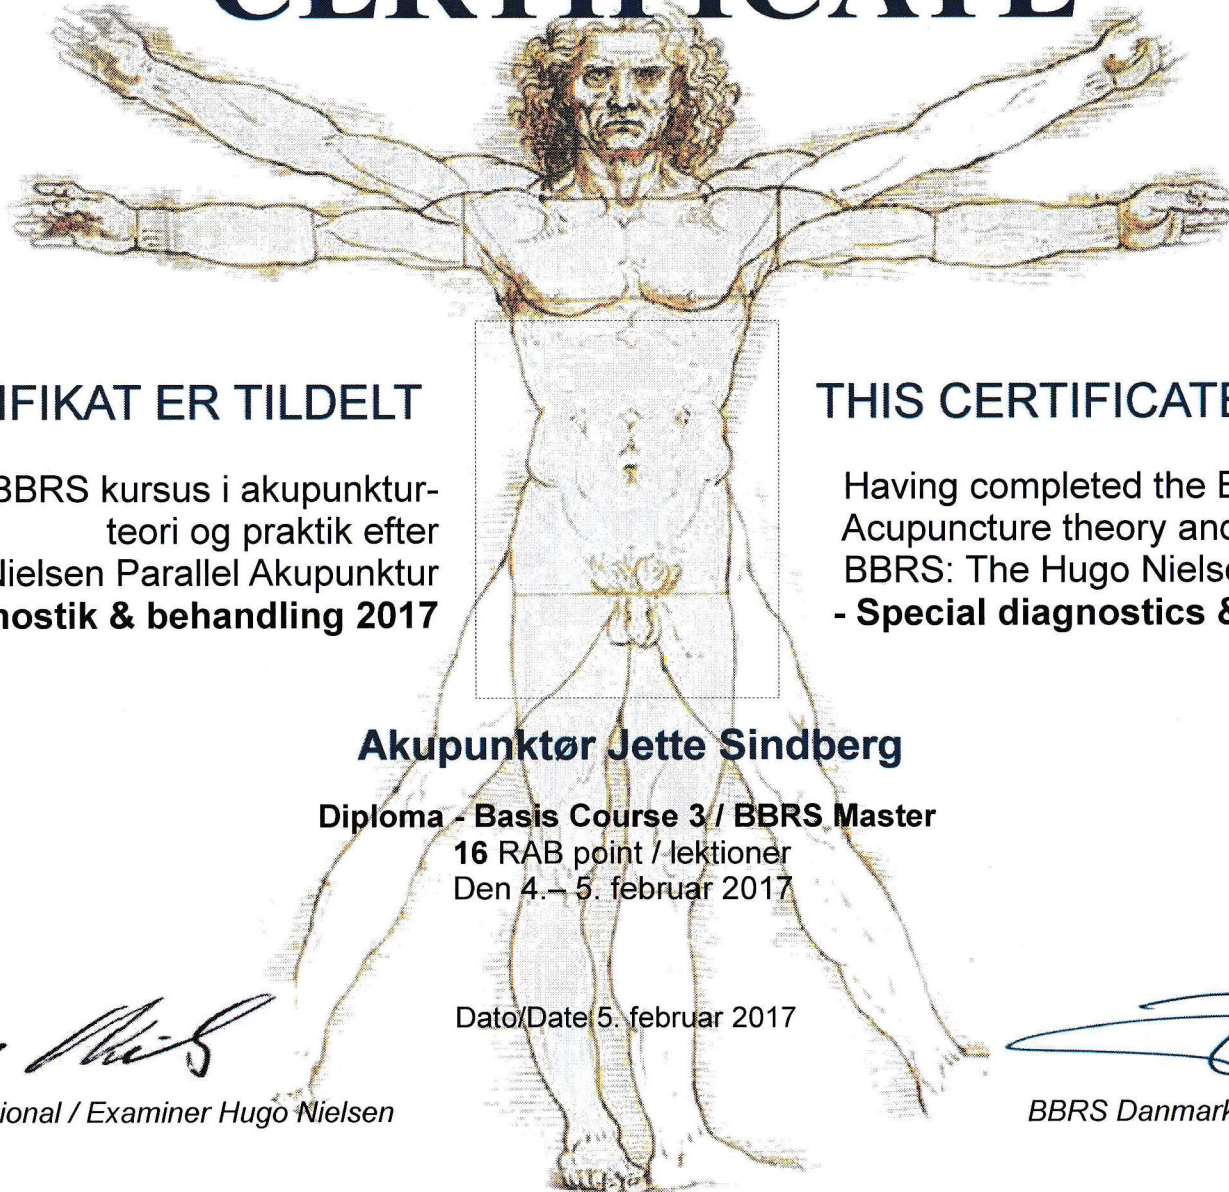 CERTIFICATE
IFIKAT ER TILDELT
BBRS kursus i akupunktur-
teori og praktik efter
Nielsen Parallel Akupunktur
nostik & behandling 2017
THIS CERTIFICATE
Having completed the
Acupuncture theory and
BBRS: The Hugo Nielse
- Special diagnostics &
Akupunktør Jette Sindberg
Diploma - Basis Course 3 / BBRS Master
16 RAB point / lektioner
Den 4.– 5. februar 2017
Dato/Date 5. februar 2017
ional / Examiner Hugo Nielsen
BBRS Danmark